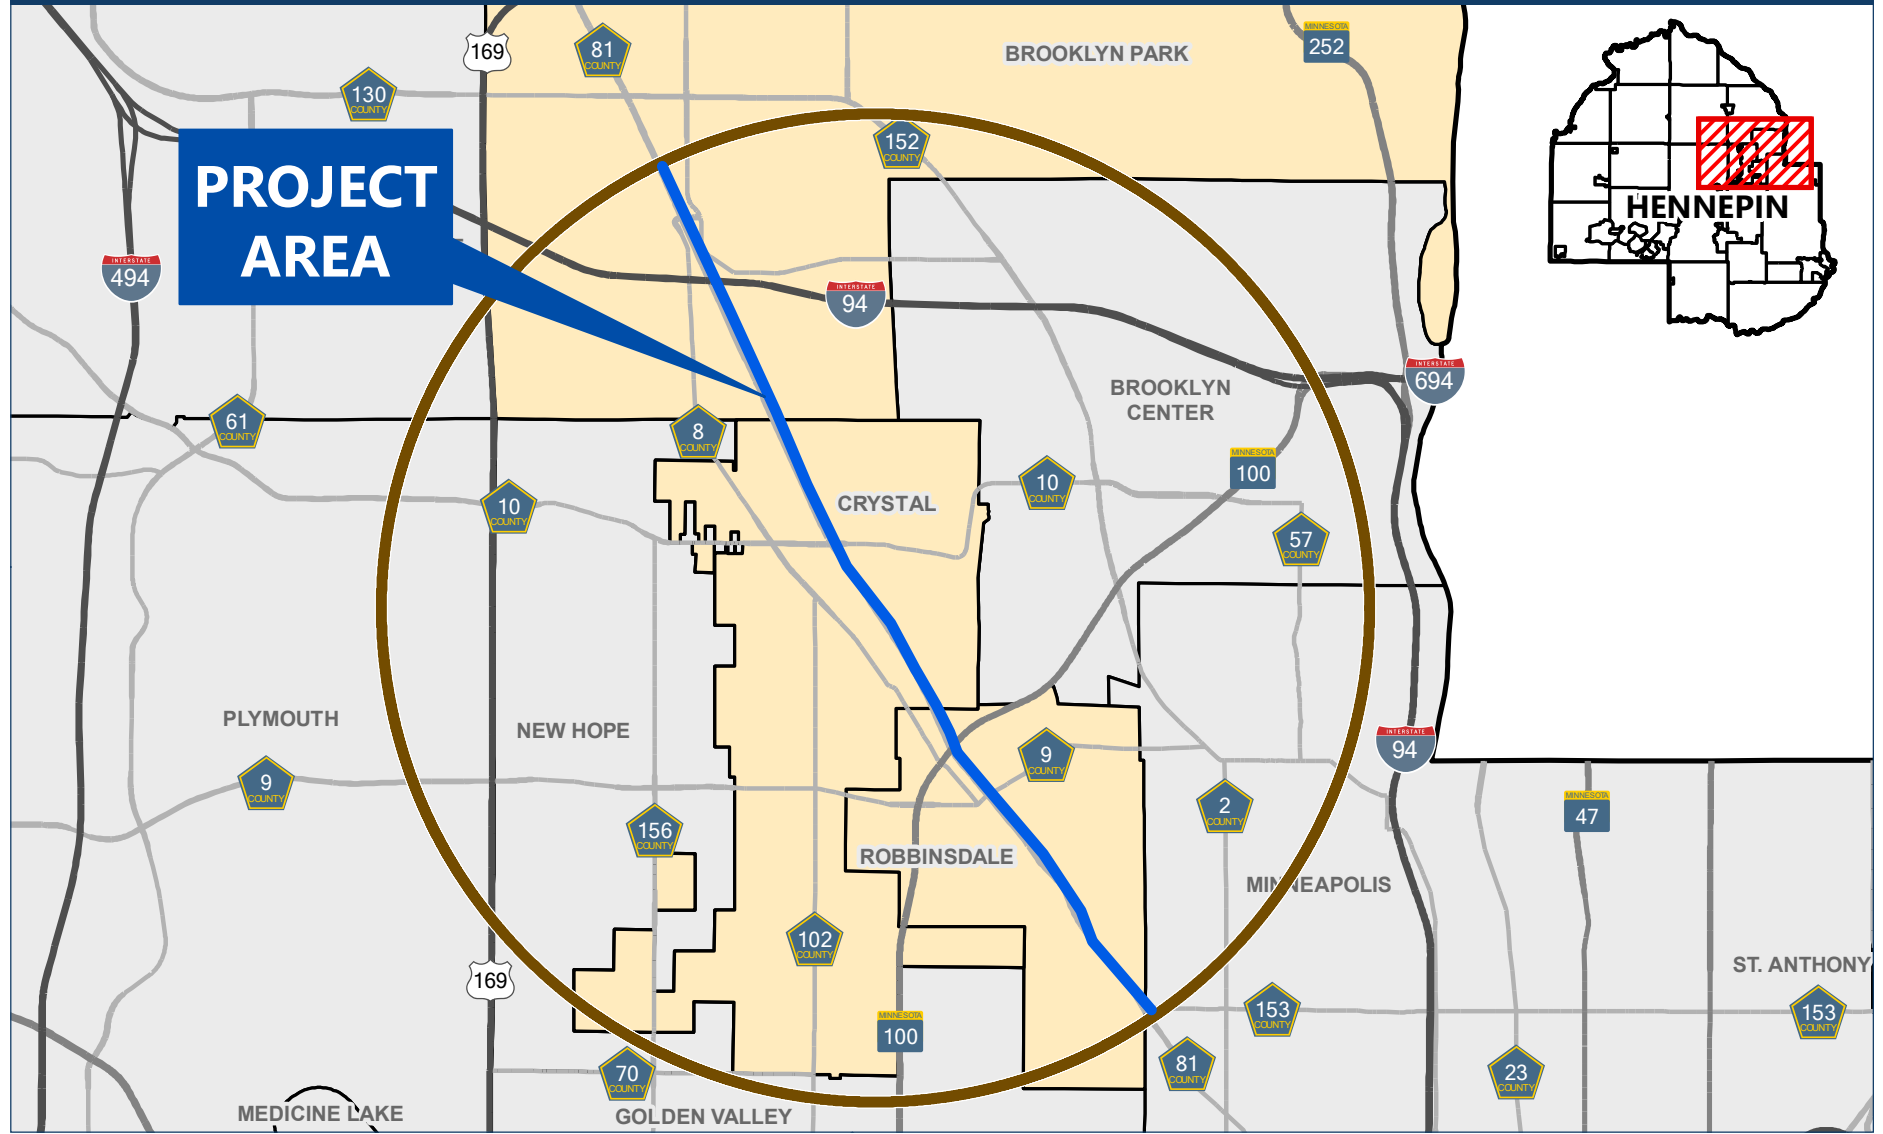 169
81
COUNTY
BROOKLYN PARK
MINNESOTA
252
130
COUNTY
152
COUNTY
PROJECT
AREA
HENNEPIN
INTERSTATE
494
INTERSTATE
94
INTERSTATE
694
BROOKLYN
CENTER
61
COUNTY
8
COUNTY
MINNESOTA
100
10
COUNTY
CRYSTAL
10
COUNTY
57
COUNTY
PLYMOUTH
NEW HOPE
INTERSTATE
94
9
COUNTY
9
COUNTY
2
COUNTY
MINNESOTA
47
156
COUNTY
ROBBINSDALE
MINNEAPOLIS
102
COUNTY
ST. ANTHONY
169
MINNESOTA
100
153
COUNTY
153
COUNTY
70
COUNTY
81
COUNTY
23
COUNTY
MEDICINE LAKE
GOLDEN VALLEY